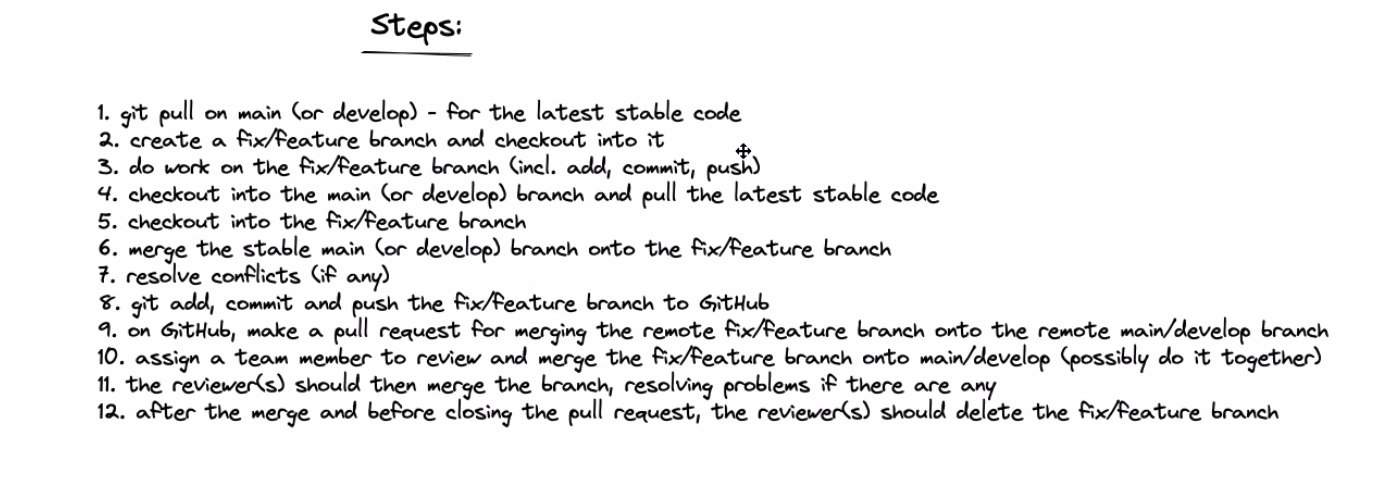 Steps:
1. git pull on main (or develop) - for the latest stable code
2. create a fix/feature branch and checkout into it
3. do work on the fix/feature branch (incl. add, commit, push)
4. checkout into the main (or develop) branch and pull the latest stable code
5. checkout into the fix/feature branch
6. merge the stable main (or develop) branch onto the fix/feature branch
7. resolve conflicts (if any)
8. git add, commit and push the fix/feature branch to GitHub
9. on GitHub, make a pull request for merging the remote fix/feature branch onto the remote main/develop branch
10. assign a team member to review and merge the fix/feature branch onto main/develop (possibly do it together)
11. the reviewer(s) should then merge the branch, resolving problems if there are any
12. after the merge and before closing the pull request, the reviewer(s) should delete the fix/feature branch